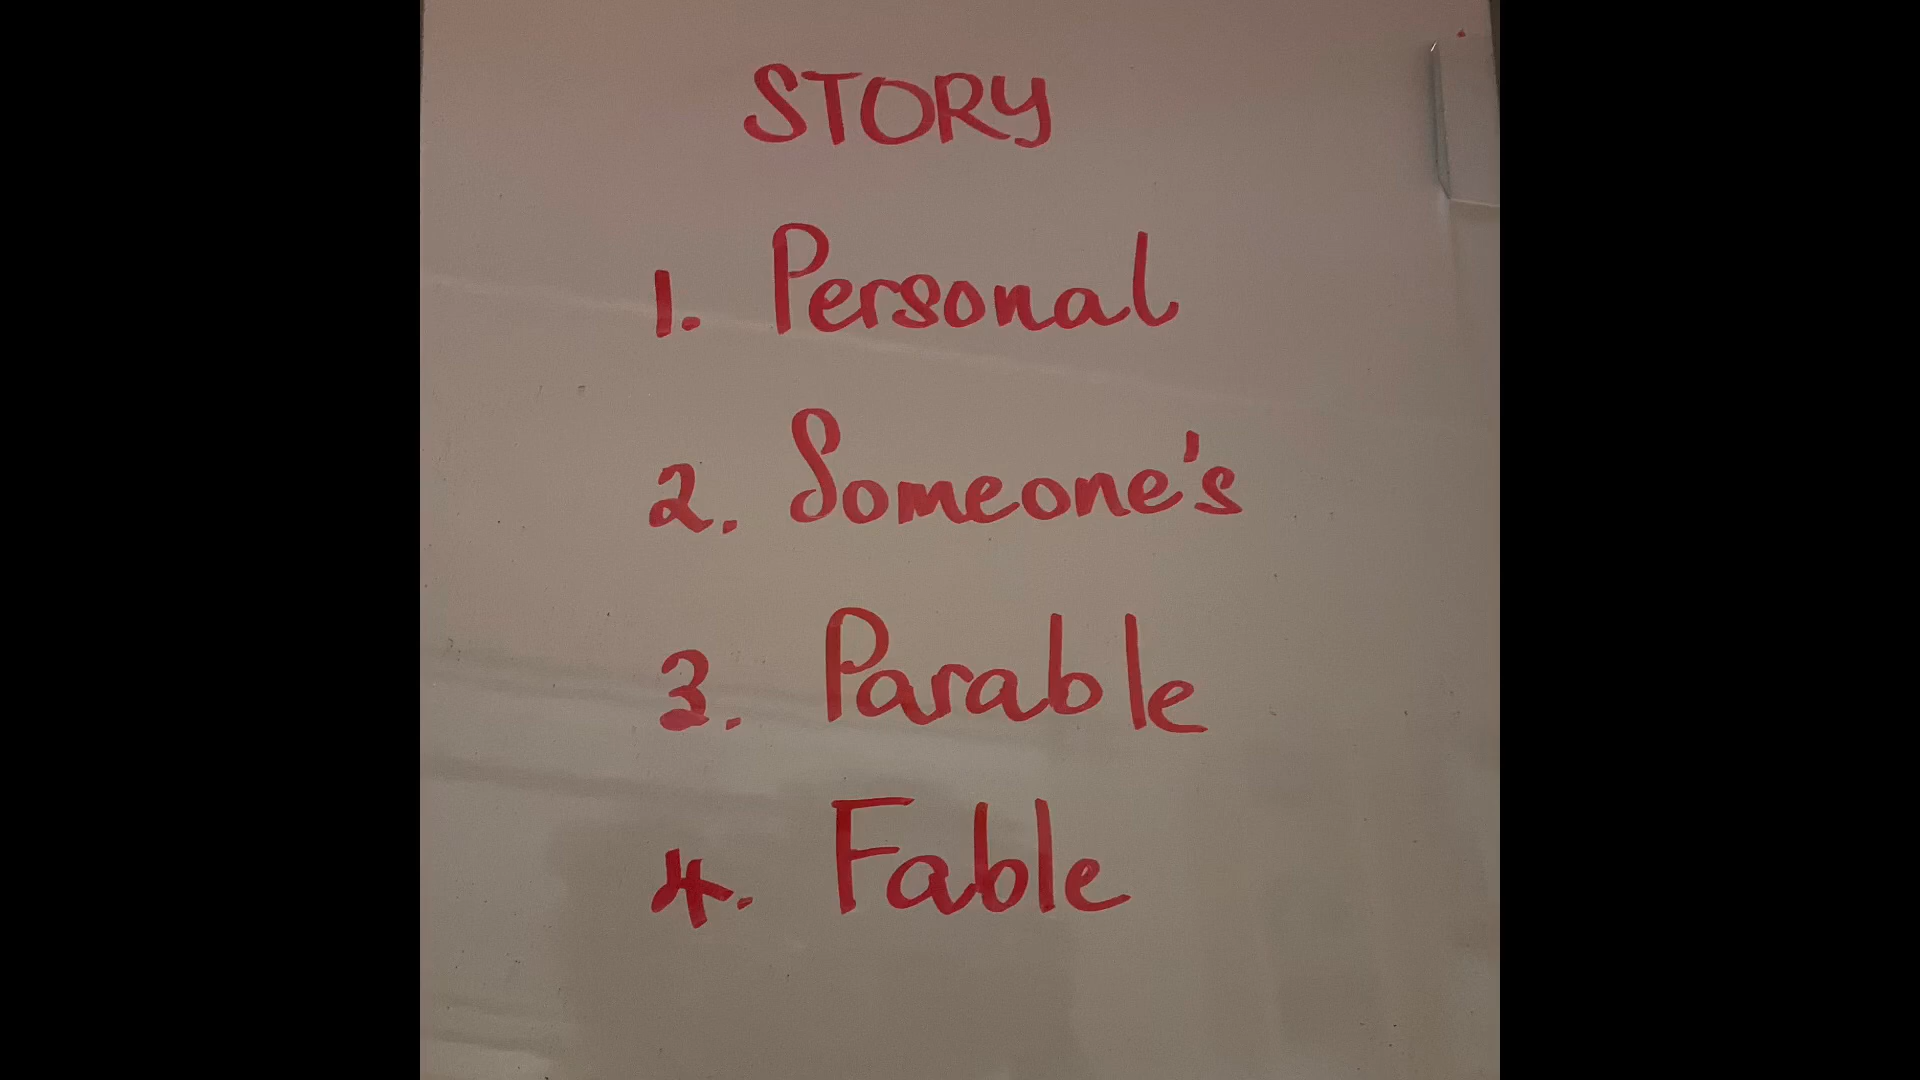 STORY
1. Personal
2. Someone's
3. Parable
4. Fable